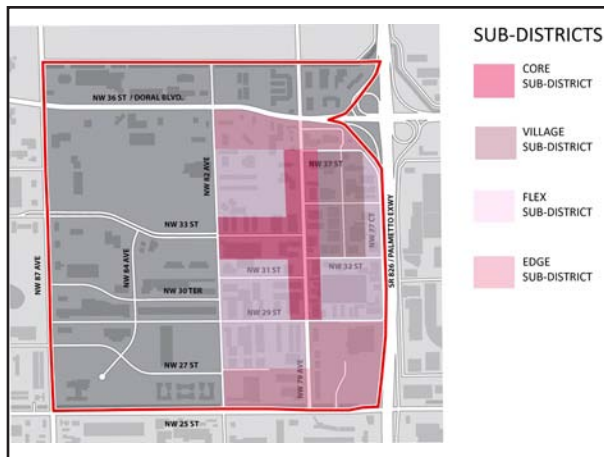 SUB-DISTRICTS
CORE
SUB-DISTRICT
VILLAGE
SUB-DISTRICT
FLEX
SUB-DISTRICT
EDGE
SUB-DISTRICT
NW 36 ST / DORAL BLVD.
NW 37 ST
NW 82 AVE
NW 33 ST
NW 77 CT
NW 87 AVE
NW 84 AVE
NW 31 ST
NW 32 ST
SR 826 / PALMETTO EXWY
NW 30 TER
NW 29 ST
NW 27 ST
NW 79 AVE
NW 25 ST